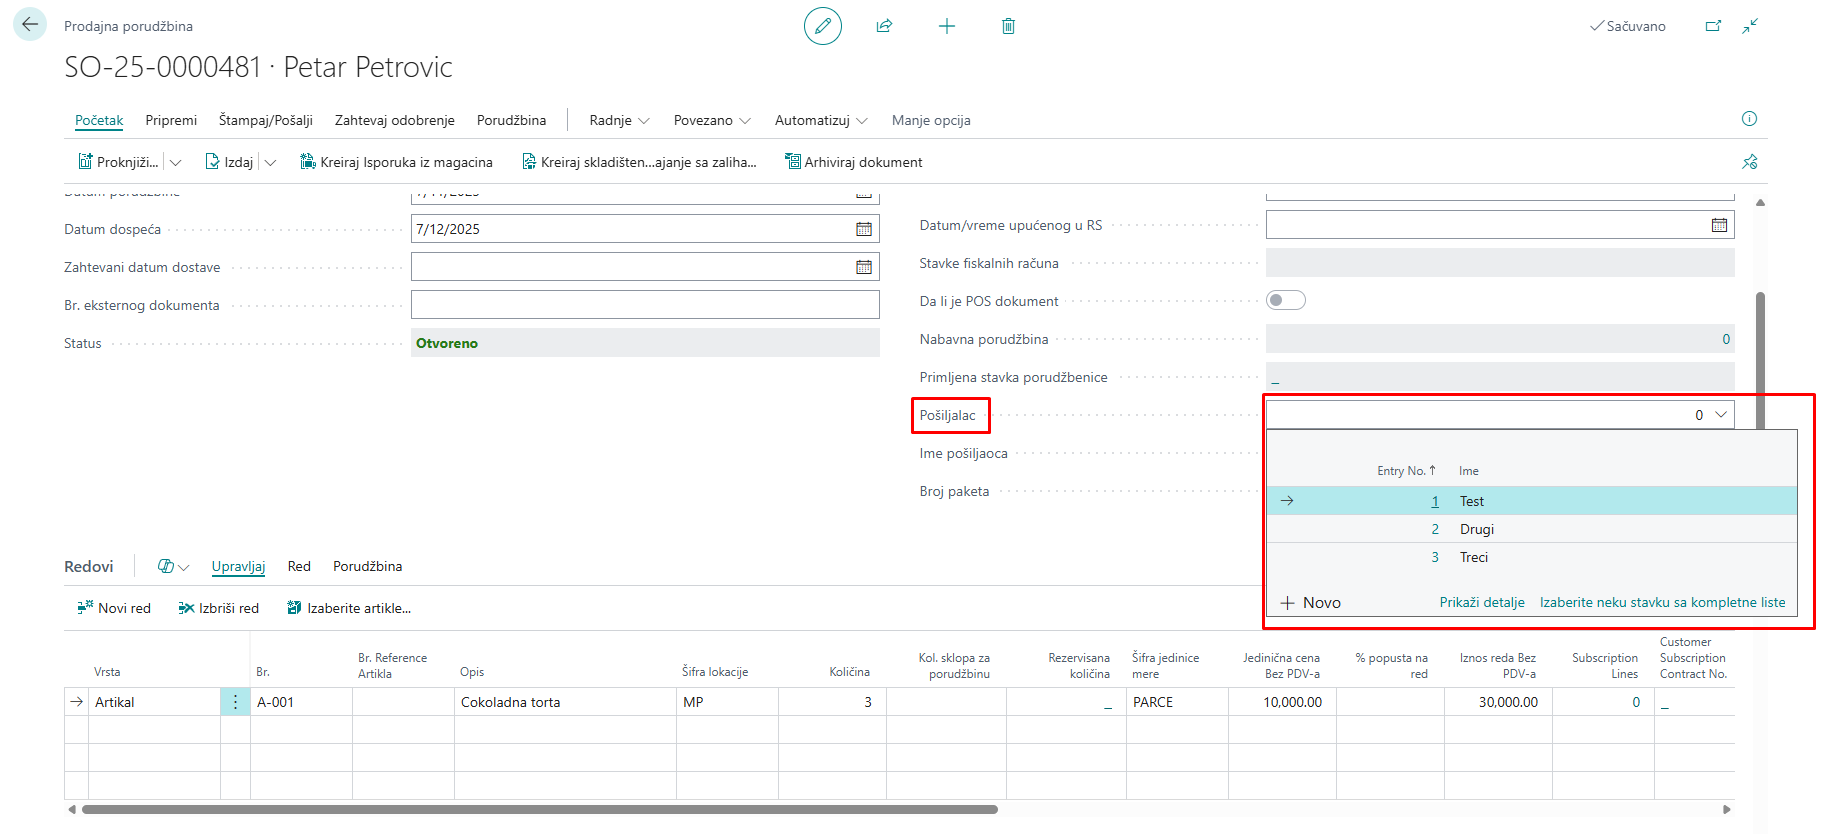 Prodajna porudžbina
Sačuvano
SO-25-0000481 · Petar Petrovic
Početak Pripremi Štampaj/Pošalji Zahtevaj odobrenje Porudžbina Radnje Povezano Automatizuj Manje opcija
Proknjiži... Izdaj Kreiraj Isporuka iz magacina Kreiraj skladišten...ajanje sa zaliha... Arhiviraj dokument
Datum porudžbine
Datum dospeća 7/12/2025
Zahtevani datum dostave
Br. eksternog dokumenta
Status Otvoreno
Datum/vreme upućenog u RS
Stavke fiskalnih računa
Da li je POS dokument
Nabavna porudžbina 0
Primljena stavka porudžbenice _
Pošiljalac 0
Ime pošiljaoca
Broj paketa
Entry No.↑ Ime
1 Test
2 Drugi
3 Treci
+ Novo Prikaži detalje Izaberite neku stavku sa kompletne liste
Redovi Upravljaj Red Porudžbina
Novi red Izbriši red Izaberite artikle...
Vrsta Br. Br. Reference Artikla Opis Šifra lokacije Količina Kol. sklopa za porudžbinu Rezervisana količina Šifra jedinice mere Jedinična cena Bez PDV-a % popusta na red Iznos reda Bez PDV-a Subscription Lines Customer Subscription Contract No.
Artikal A-001 Cokoladna torta MP 3 _ PARCE 10,000.00 30,000.00 0 _